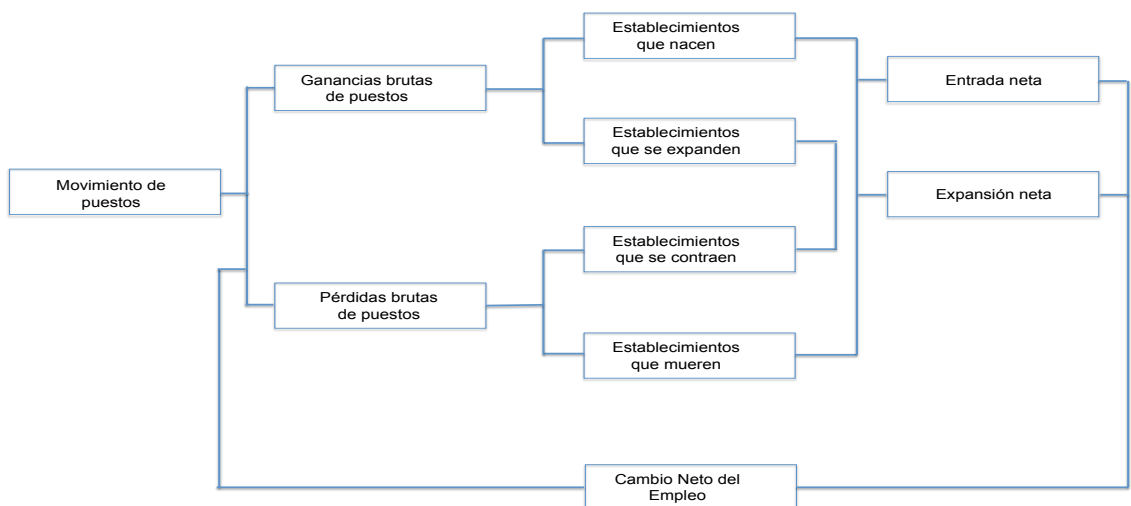 Establecimientos
que nacen
Ganancias brutas
de puestos
Entrada neta
Establecimientos
que se expanden
Movimiento de
puestos
Expansión neta
Establecimientos
que se contraen
Pérdidas brutas
de puestos
Establecimientos
que mueren
Cambio Neto del
Empleo